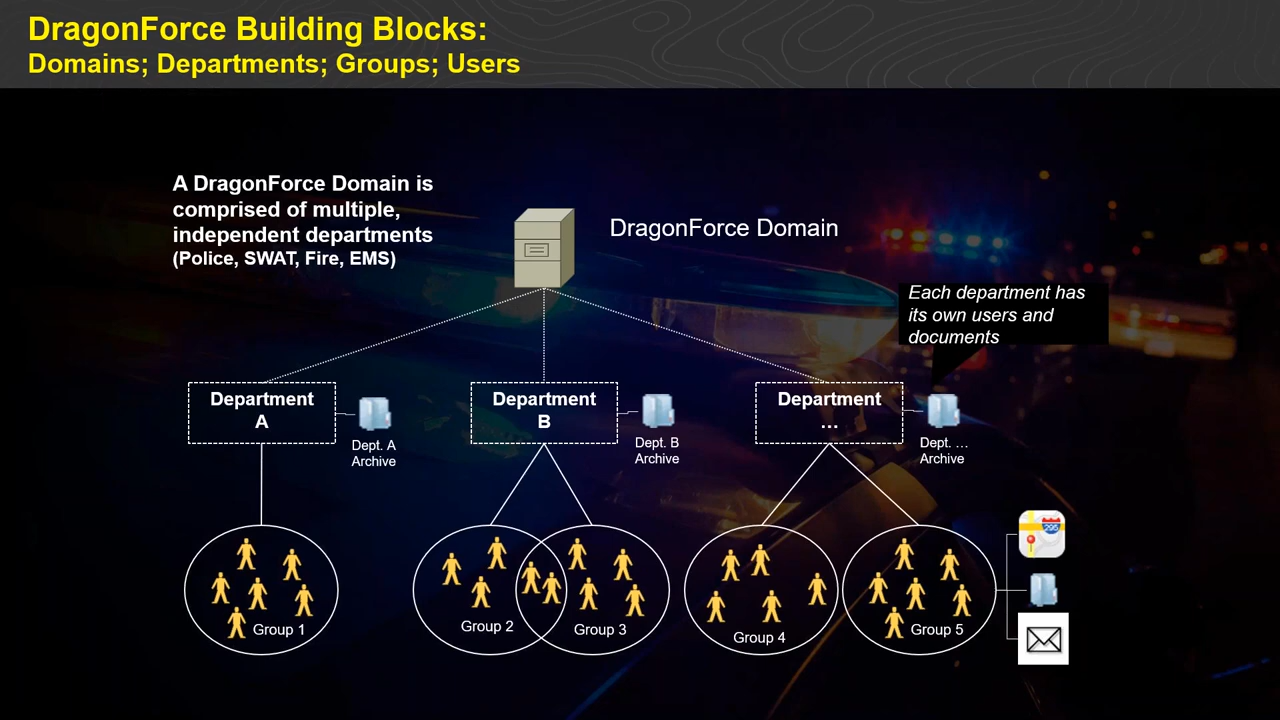 DragonForce Building Blocks:
Domains; Departments; Groups; Users
A DragonForce Domain is
comprised of multiple,
independent departments
(Police, SWAT, Fire, EMS)
DragonForce Domain
Each department has
its own users and
documents
Department
A
Dept. A
Archive
Department
B
Dept. B
Archive
Department
...
Dept. ...
Archive
Group 1
Group 2
Group 3
Group 4
Group 5
295